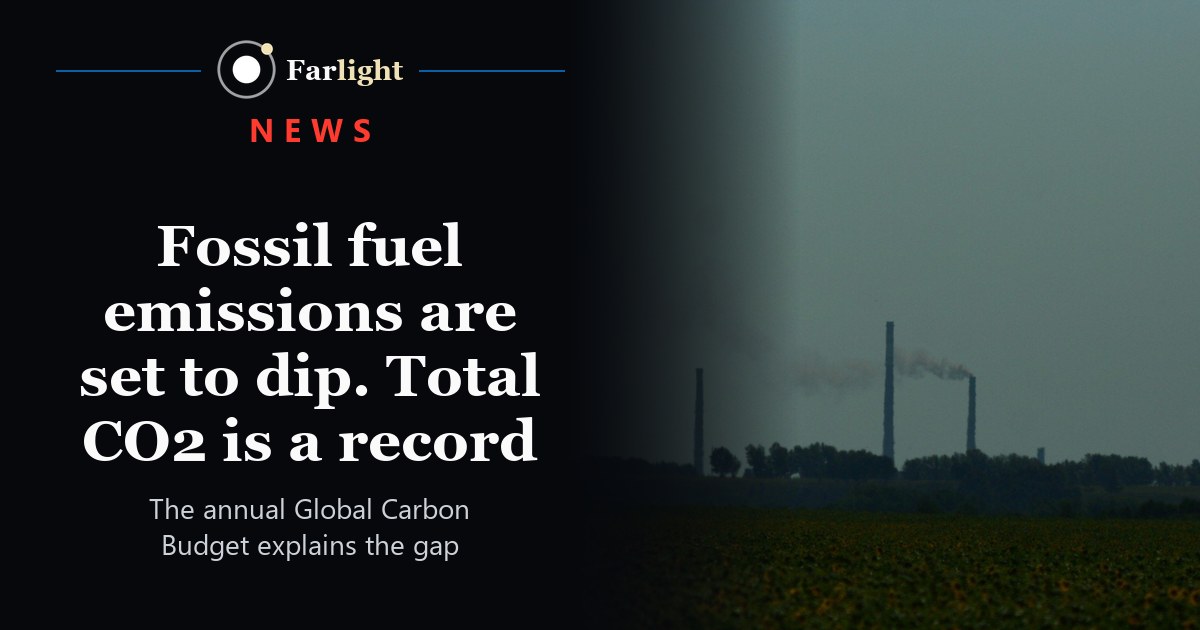 Farlight
NEWS
Fossil fuel
emissions are
set to dip. Total
CO2 is a record
The annual Global Carbon
Budget explains the gap